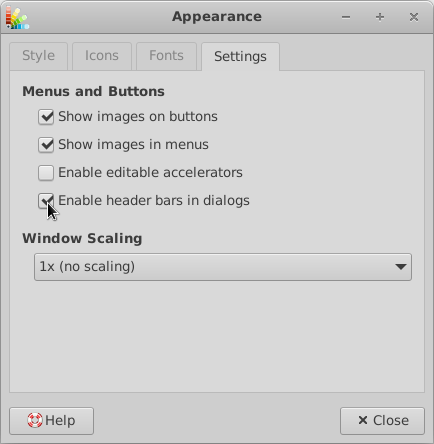 Appearance
Style Icons Fonts Settings
Menus and Buttons
Show images on buttons
Show images in menus
Enable editable accelerators
Enable header bars in dialogs
Window Scaling
1x (no scaling)
Help Close